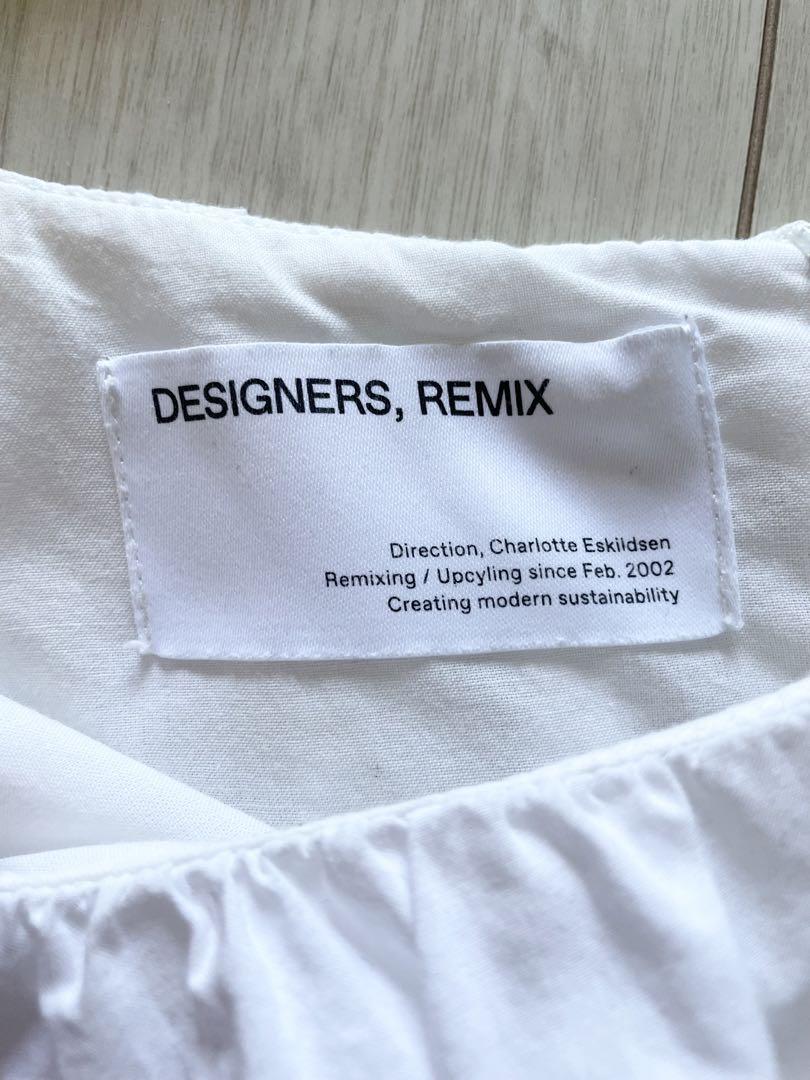 DESIGNERS, REMIX
Direction, Charlotte Eskildsen
Remixing / Upcyling since Feb. 2002
Creating modern sustainability